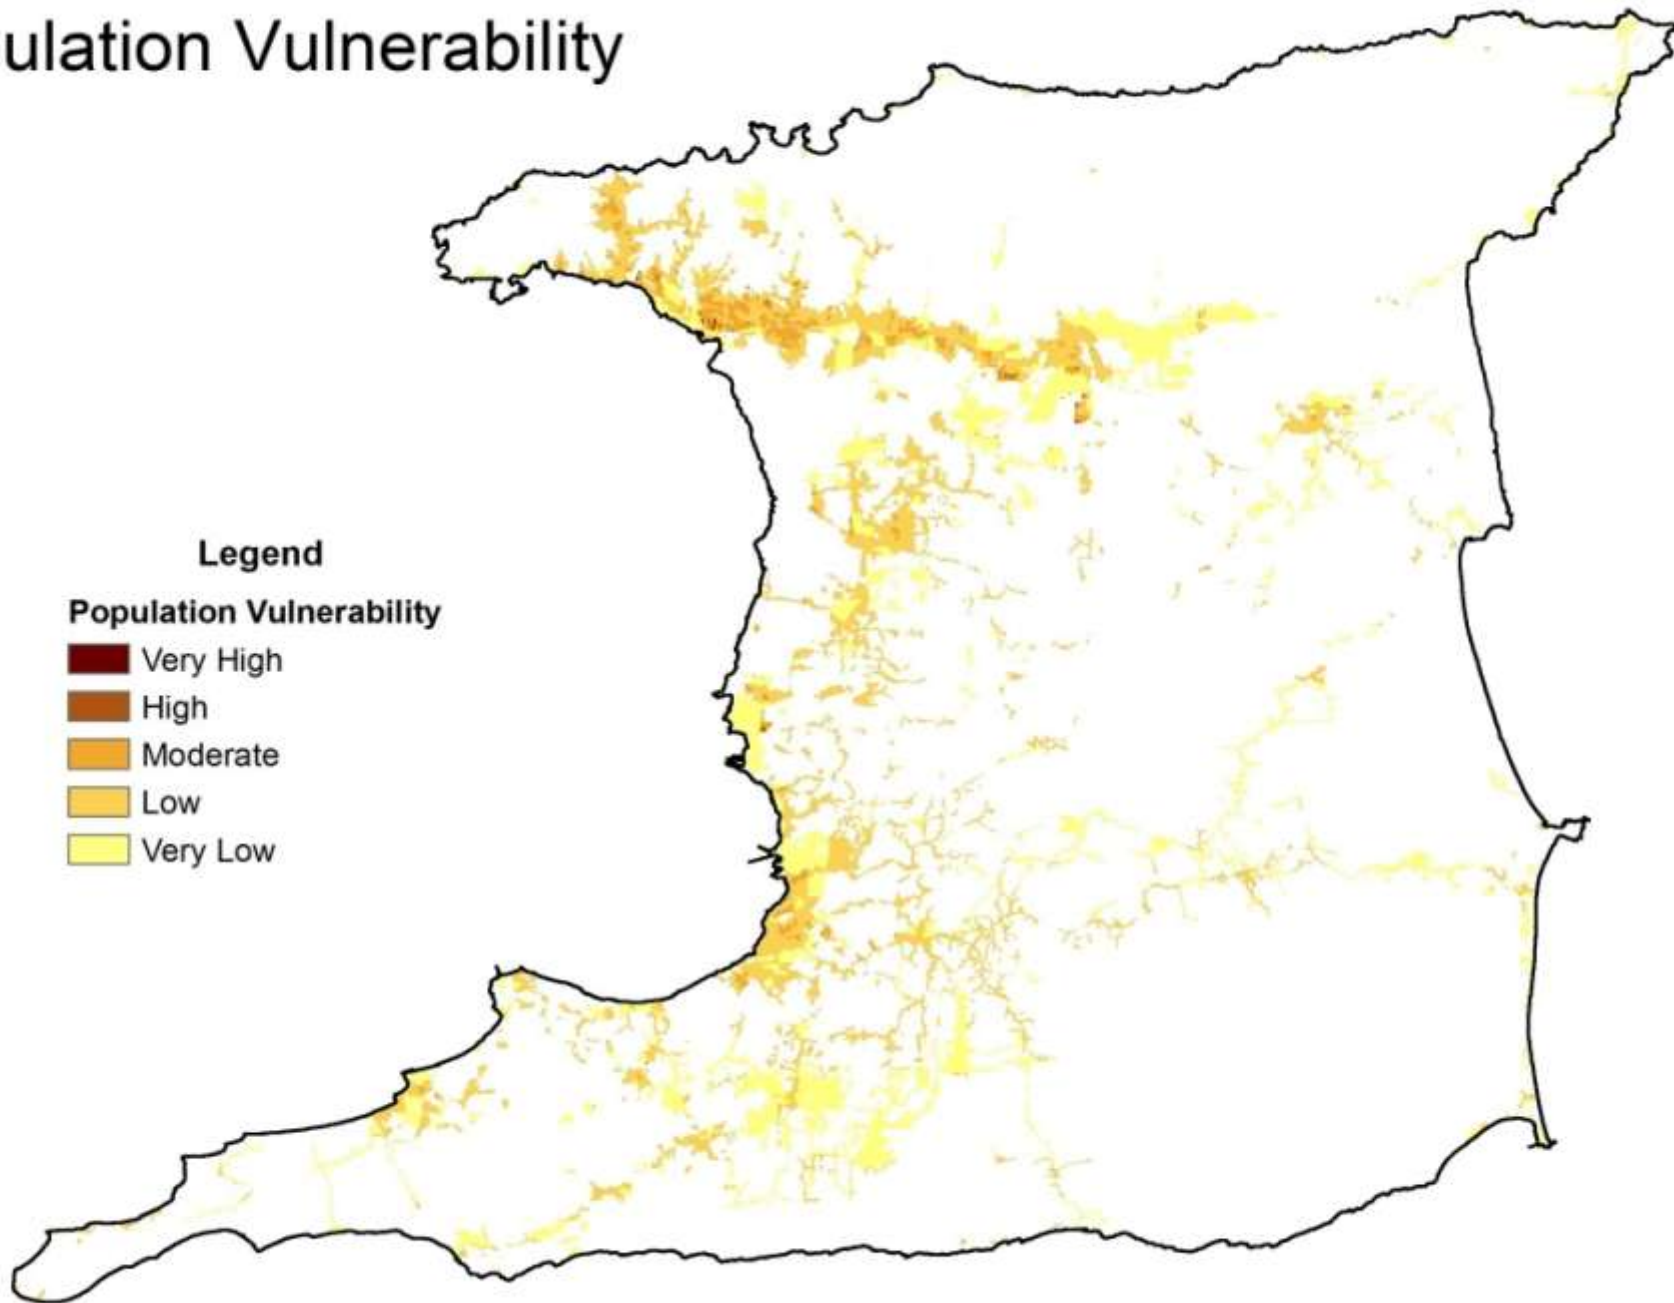 ulation Vulnerability
Legend
Population Vulnerability
Very High
High
Moderate
Low
Very Low